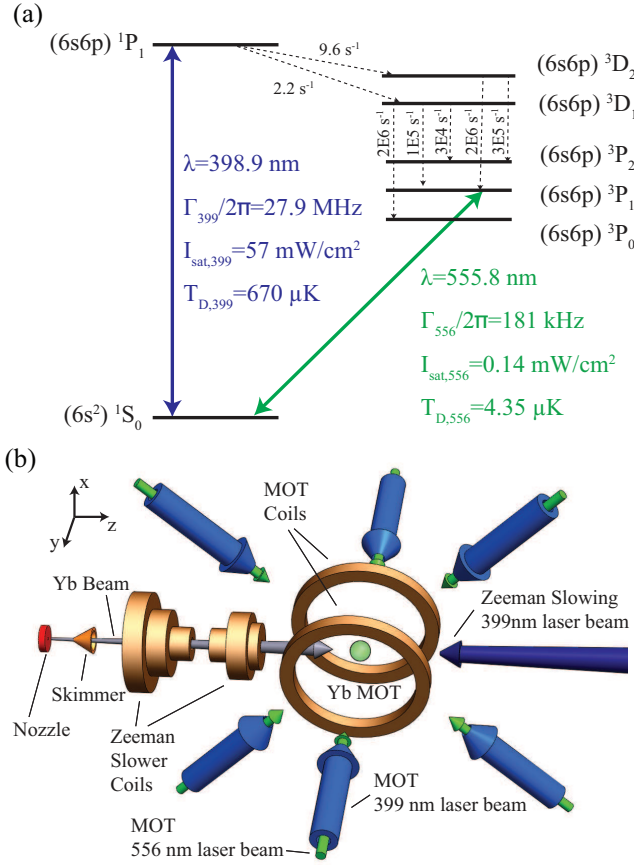 (a)
(6s6p) ¹P₁
9.6 s⁻¹
2.2 s⁻¹
(6s6p) ³D₂
(6s6p) ³D₁
2E6 s⁻¹
1E5 s⁻¹
3E4 s⁻¹
2E6 s⁻¹
3E5 s⁻¹
(6s6p) ³P₂
(6s6p) ³P₁
(6s6p) ³P₀
λ=398.9 nm
Γ₃₉₉/2π=27.9 MHz
I_sat,399=57 mW/cm²
T_D,399=670 µK
λ=555.8 nm
Γ₅₅₆/2π=181 kHz
I_sat,556=0.14 mW/cm²
T_D,556=4.35 µK
(6s²) ¹S₀
(b)
x
z
y
MOT
Coils
Yb Beam
Zeeman Slowing
399nm laser beam
Skimmer
Nozzle
Yb MOT
Zeeman
Slower
Coils
MOT
399 nm laser beam
MOT
556 nm laser beam